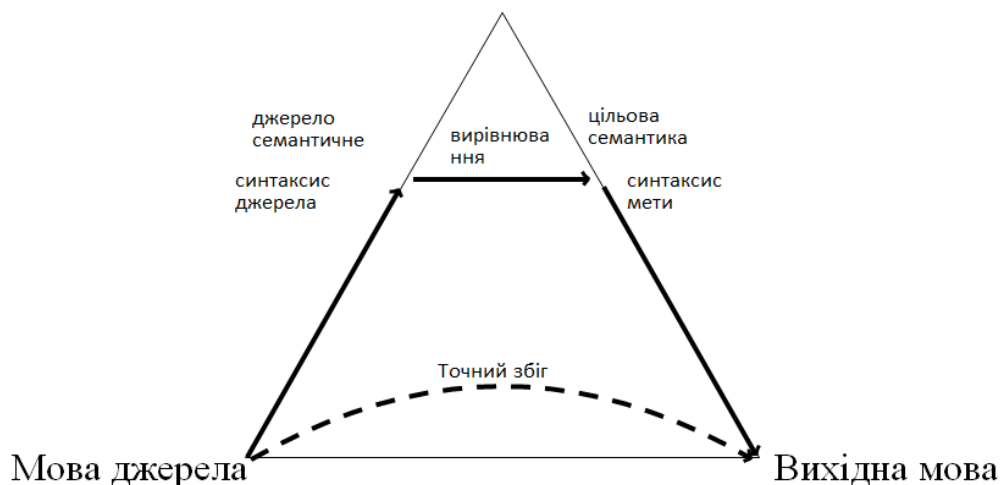 джерело
семантичне
вирівнюва
ння
цільова
семантика
синтаксис
джерела
синтаксис
мети
Точний збіг
Мова джерела
Вихідна мова